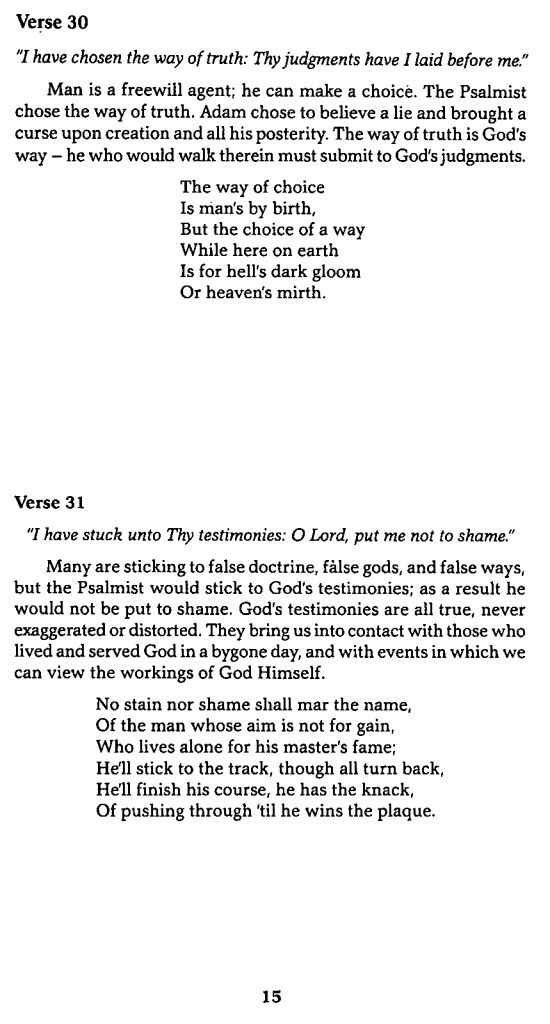 Verse 30
"I have chosen the way of truth: Thy judgments have I laid before me."
Man is a freewill agent; he can make a choice. The Psalmist
chose the way of truth. Adam chose to believe a lie and brought a
curse upon creation and all his posterity. The way of truth is God's
way – he who would walk therein must submit to God's judgments.
The way of choice
Is man's by birth,
But the choice of a way
While here on earth
Is for hell's dark gloom
Or heaven's mirth.
Verse 31
"I have stuck unto Thy testimonies: O Lord, put me not to shame."
Many are sticking to false doctrine, false gods, and false ways,
but the Psalmist would stick to God's testimonies; as a result he
would not be put to shame. God's testimonies are all true, never
exaggerated or distorted. They bring us into contact with those who
lived and served God in a bygone day, and with events in which we
can view the workings of God Himself.
No stain nor shame shall mar the name,
Of the man whose aim is not for gain,
Who lives alone for his master's fame;
He'll stick to the track, though all turn back,
He'll finish his course, he has the knack,
Of pushing through 'til he wins the plaque.
15